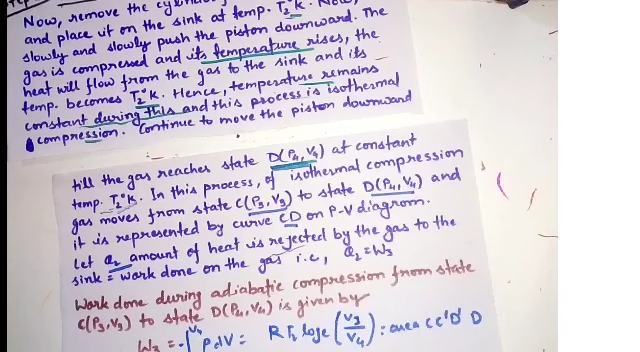 Now, remove the
and place it on the sink at temp. T₂°K. Now,
slowly and slowly push the piston downward. The
gas is compressed and its temperature rises, the
heat will flow from the gas to the sink and its
temp. becomes T₂°K. Hence, temperature remains
constant during this and this process is isothermal
compression. Continue to move the piston downward
till the gas reaches state D(P₄,V₄) at constant
temp. T₂°K. In this process, of isothermal compression
gas moves from state C(P₃,V₃) to state D(P₄,V₄) and
it is represented by curve CD on P-V diagram.
Let Q₂ amount of heat is rejected by the gas to the
sink = work done on the gas i.e, Q₂=W₃
Work done during adiabatic compression from state
C(P₃,V₃) to state D(P₄,V₄) is given by
W₃ = -∫ V₄ PdV = RT₂ loge (V₃/V₄) = area CC'D'D